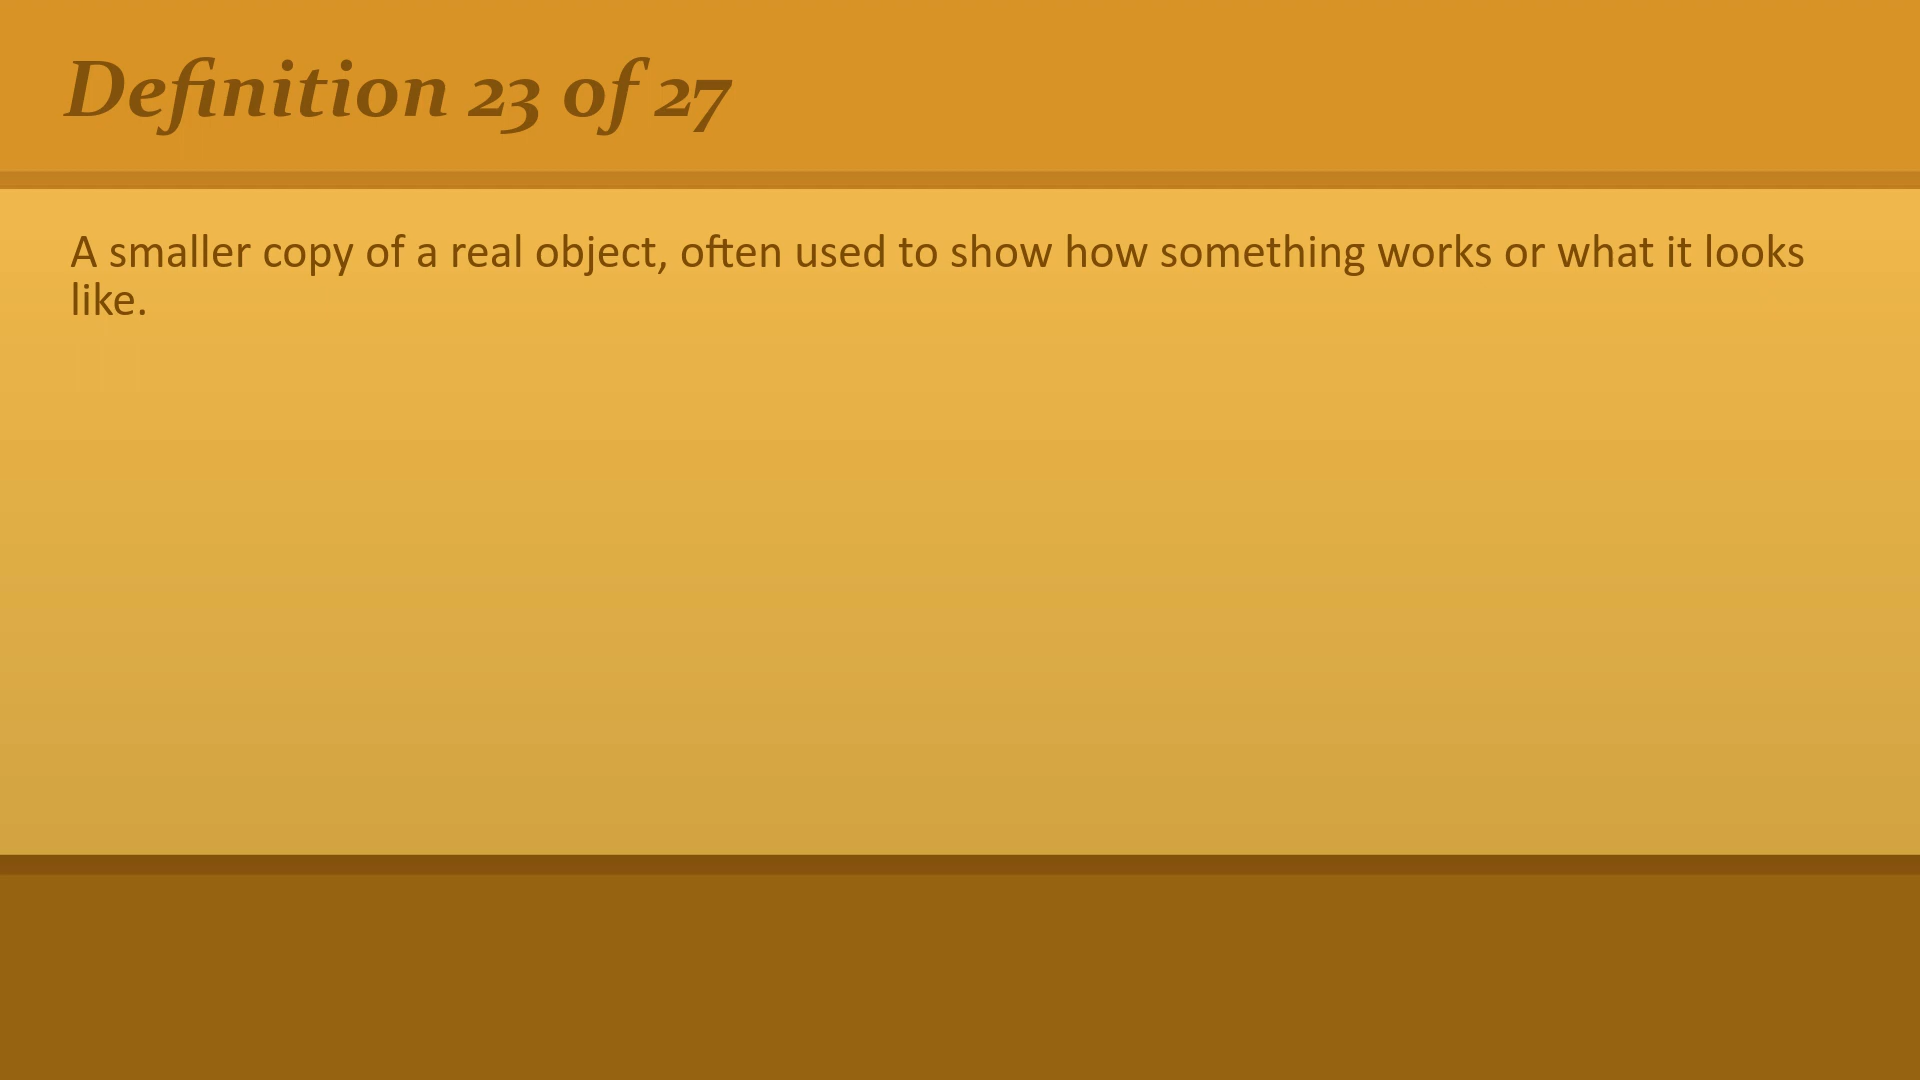 Definition 23 of 27
A smaller copy of a real object, often used to show how something works or what it looks
like.